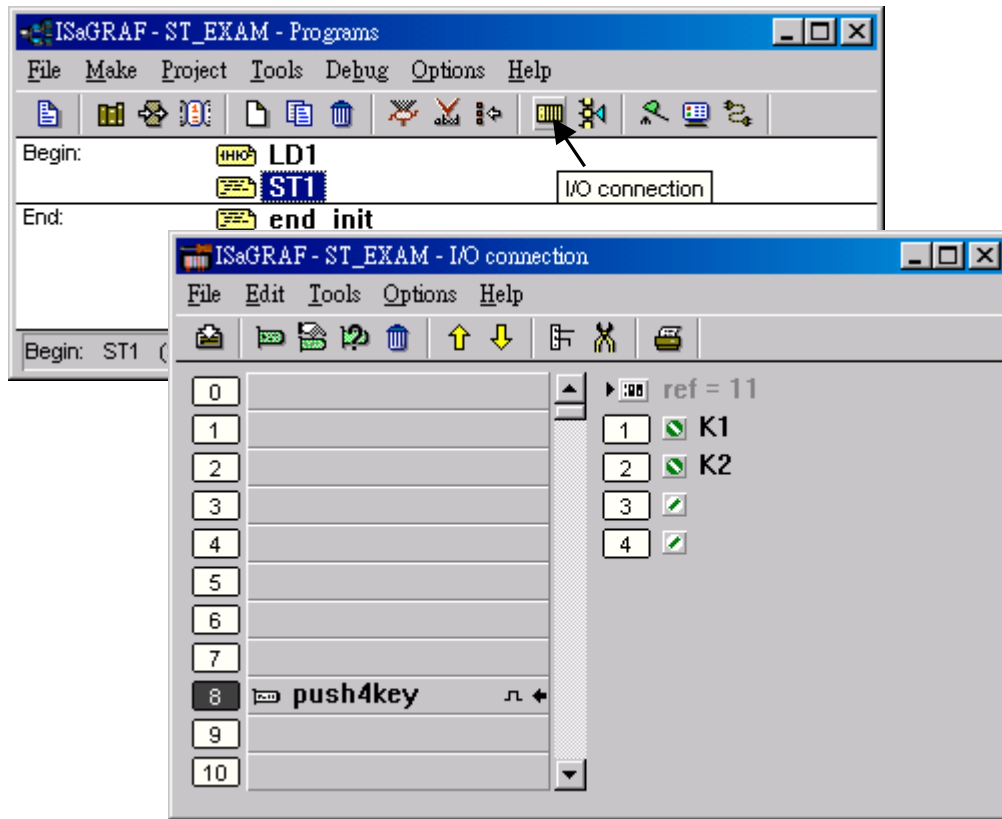 ISaGRAF - ST_EXAM - Programs
File Make Project Tools Debug Options Help
Begin: LD1
ST1
I/O connection
End: end init
Begin: ST1 (
ISaGRAF - ST_EXAM - I/O connection
File Edit Tools Options Help
0
1
2
3
4
5
6
7
8 push4key
9
10
ref = 11
1 K1
2 K2
3
4